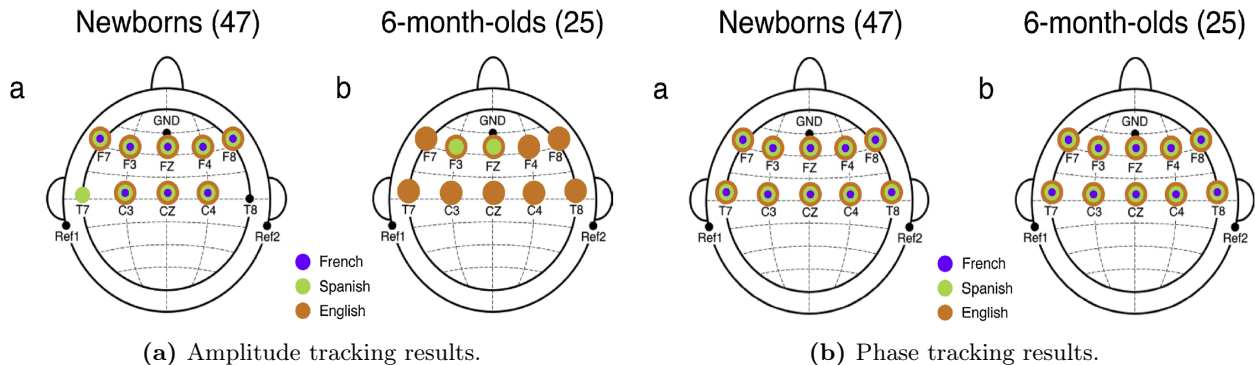 Newborns (47) 6-month-olds (25) Newborns (47) 6-month-olds (25)
a b a b
GND GND GND GND
F7 F3 FZ F4 F8 F7 F3 FZ F4 F8 F7 F3 FZ F4 F8 F7 F3 FZ F4 F8
T7 C3 CZ C4 T8 T7 C3 CZ C4 T8 T7 C3 CZ C4 T8 T7 C3 CZ C4 T8
Ref1 Ref2 Ref1 Ref2 Ref1 Ref2 Ref1 Ref2
French French
Spanish Spanish
English English
(a) Amplitude tracking results. (b) Phase tracking results.